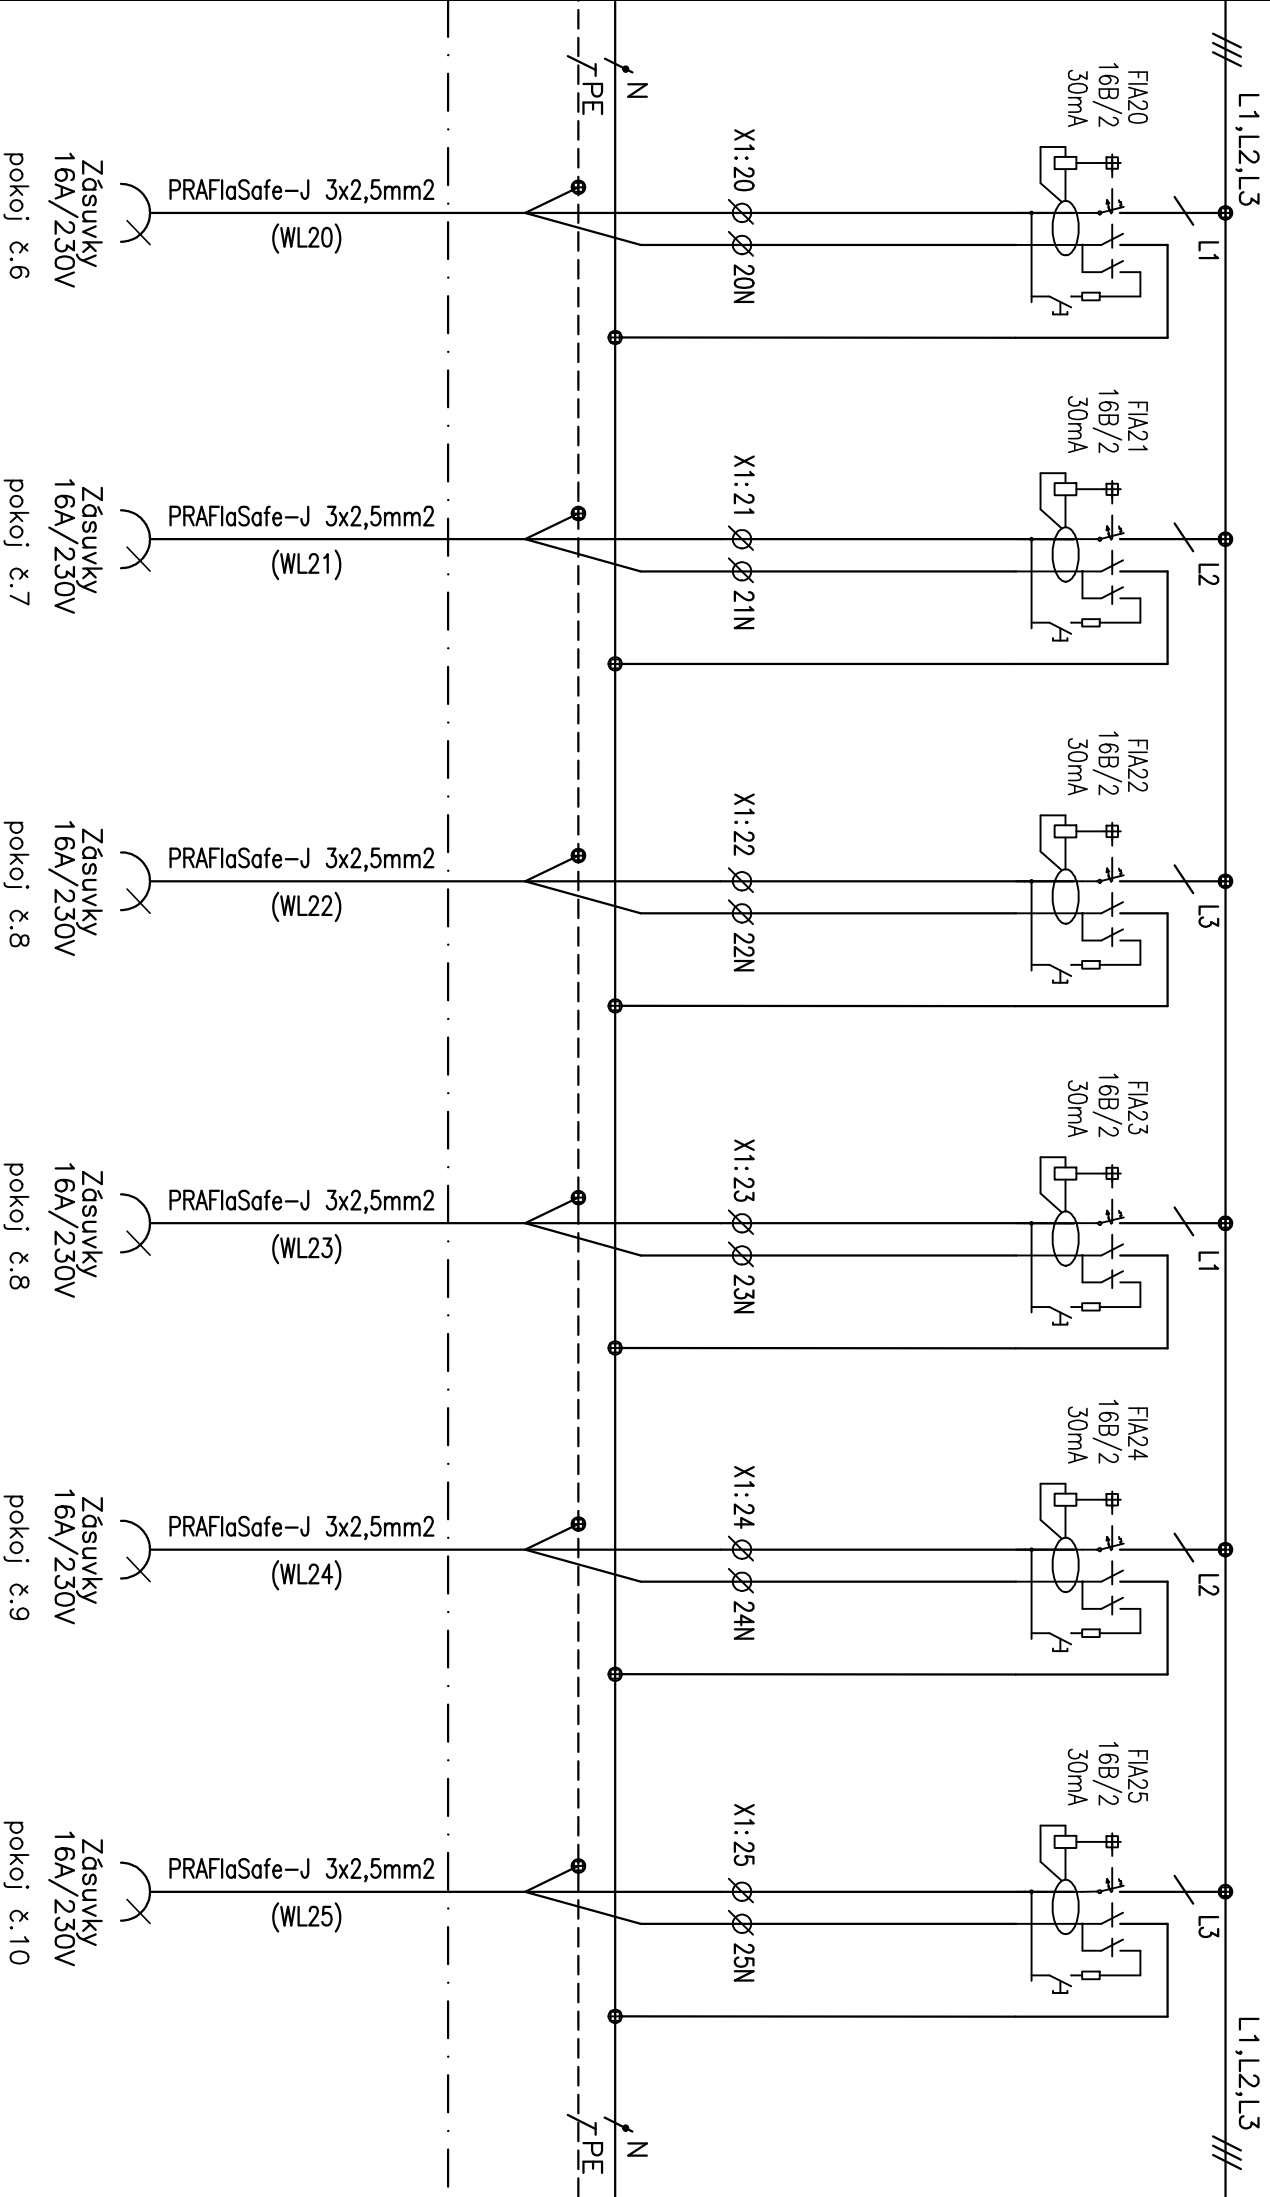 L1,L2,L3
N
PE
FIA20
16B/2
30mA
L1
X1:20
20N
PRAFlaSafe-J 3x2,5mm2
(WL20)
Zásuvky
16A/230V
pokoj č.6
FIA21
16B/2
30mA
L2
X1:21
21N
PRAFlaSafe-J 3x2,5mm2
(WL21)
Zásuvky
16A/230V
pokoj č.7
FIA22
16B/2
30mA
L3
X1:22
22N
PRAFlaSafe-J 3x2,5mm2
(WL22)
Zásuvky
16A/230V
pokoj č.8
FIA23
16B/2
30mA
L1
X1:23
23N
PRAFlaSafe-J 3x2,5mm2
(WL23)
Zásuvky
16A/230V
pokoj č.8
FIA24
16B/2
30mA
L2
X1:24
24N
PRAFlaSafe-J 3x2,5mm2
(WL24)
Zásuvky
16A/230V
pokoj č.9
FIA25
16B/2
30mA
L3
X1:25
25N
PRAFlaSafe-J 3x2,5mm2
(WL25)
Zásuvky
16A/230V
pokoj č.10
L1,L2,L3
N
PE